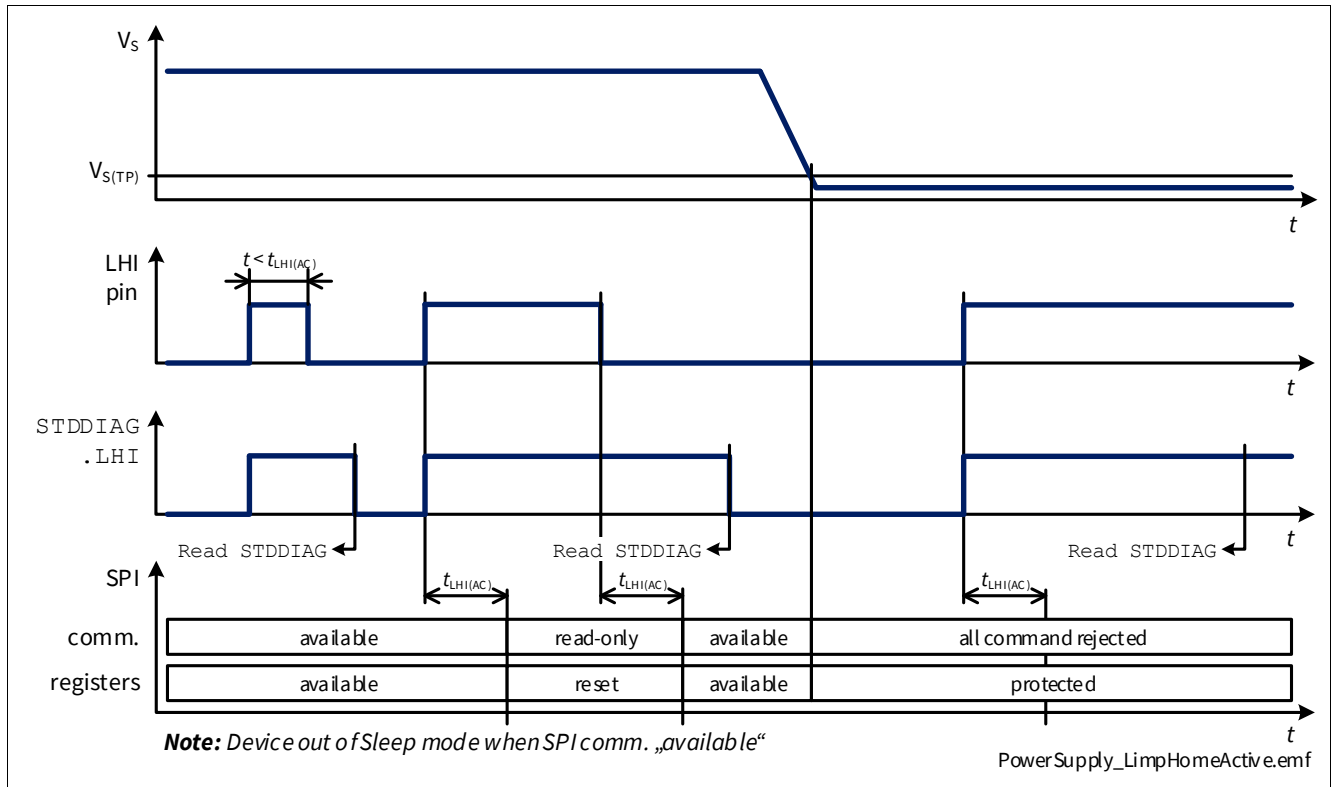 VS
VS(TP)
t
LHI
pin
t < tLHI(AC)
t
STDDIAG
.LHI
Read STDDIAG
Read STDDIAG
Read STDDIAG
t
SPI
tLHI(AC)
tLHI(AC)
tLHI(AC)
comm.
available
read-only
available
all command rejected
registers
available
reset
available
protected
t
Note: Device out of Sleep mode when SPI comm. „available“
PowerSupply_LimpHomeActive.emf